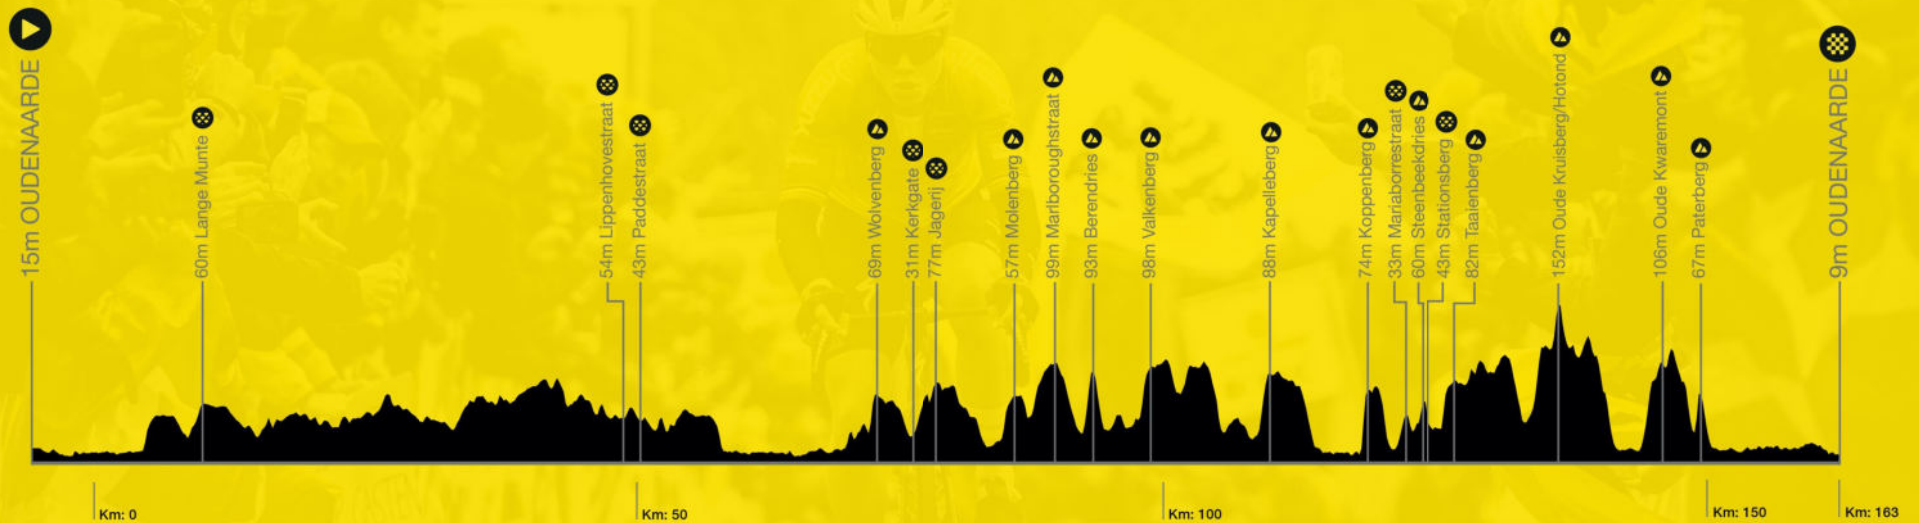 15m OUDENAARDE
60m Lange Munte
54m Lippenhovestraat
43m Paddestraat
69m Wolvenberg
31m Kerkgate
77m Jagerij
57m Molenberg
99m Marlboroughstraat
93m Berendries
98m Valkenberg
88m Kapelleberg
74m Koppenberg
33m Mariaborrestraat
60m Steenbeekdries
43m Stationsberg
82m Taaienberg
152m Oude Kruisberg/Hotond
106m Oude Kwaremont
67m Paterberg
9m OUDENAARDE
Km: 0
Km: 50
Km: 100
Km: 150
Km: 163